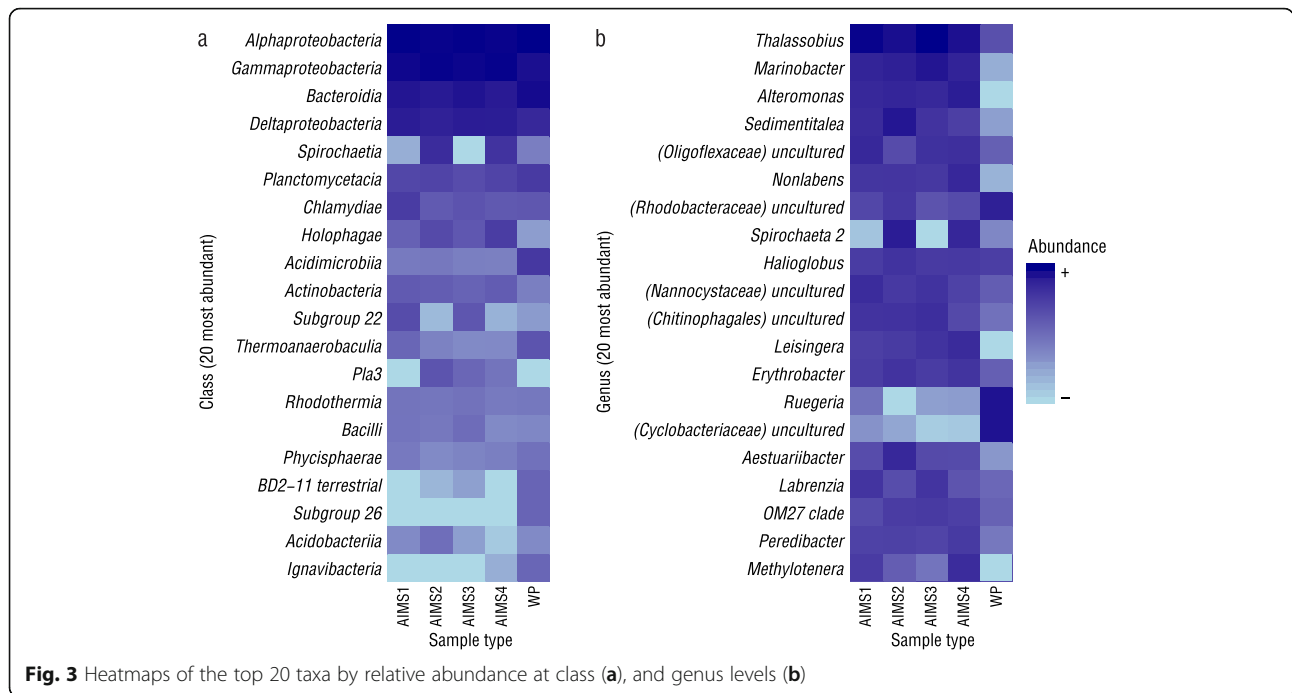 a
Alphaproteobacteria
Gammaproteobacteria
Bacteroidia
Deltaproteobacteria
Spirochaetia
Planctomycetacia
Chlamydiae
Holophagae
Acidimicrobiia
Actinobacteria
Subgroup 22
Thermoanaerobaculia
Pla3
Rhodothermia
Bacilli
Phycisphaerae
BD2−11 terrestrial
Subgroup 26
Acidobacteriia
Ignavibacteria
Class (20 most abundant)
AIMS1
AIMS2
AIMS3
AIMS4
WP
Sample type
b
Thalassobius
Marinobacter
Alteromonas
Sedimentitalea
(Oligoflexaceae) uncultured
Nonlabens
(Rhodobacteraceae) uncultured
Spirochaeta 2
Halioglobus
(Nannocystaceae) uncultured
(Chitinophagales) uncultured
Leisingera
Erythrobacter
Ruegeria
(Cyclobacteriaceae) uncultured
Aestuariibacter
Labrenzia
OM27 clade
Peredibacter
Methylotenera
Genus (20 most abundant)
AIMS1
AIMS2
AIMS3
AIMS4
WP
Sample type
Abundance
+
−
Fig. 3 Heatmaps of the top 20 taxa by relative abundance at class (a), and genus levels (b)